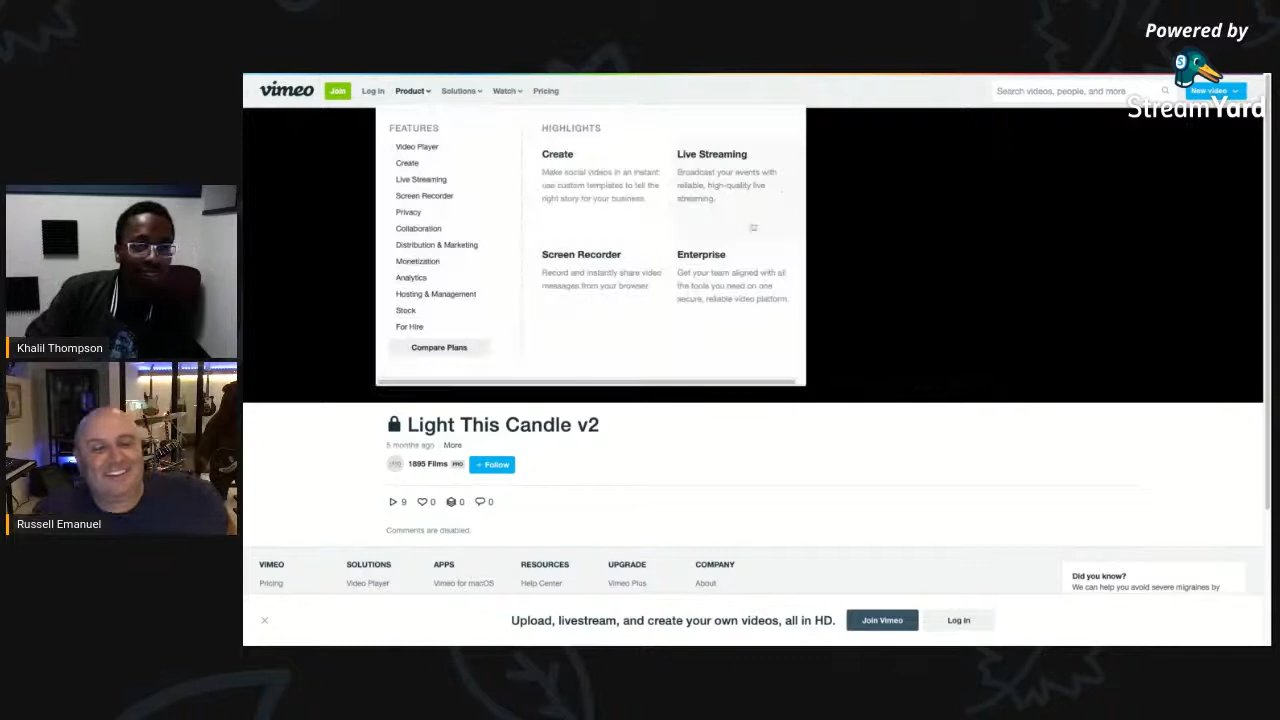 Powered by
StreamYard
vimeo
Join
Log in
Product
Solutions
Watch
Pricing
Search videos, people, and more
New video
FEATURES
Video Player
Create
Live Streaming
Screen Recorder
Privacy
Collaboration
Distribution & Marketing
Monetization
Analytics
Hosting & Management
Stock
For Hire
Compare Plans
HIGHLIGHTS
Create
Make social videos in an instant:
use custom templates to tell the
right story for your business.
Live Streaming
Broadcast your events with
reliable, high-quality live
streaming.
Screen Recorder
Record and instantly share video
messages from your browser.
Enterprise
Get your team aligned with all
the tools you need on one
secure, reliable video platform.
Khalil Thompson
Russell Emanuel
Light This Candle v2
5 months ago
More
1895 Films PRO
+ Follow
9
0
0
0
Comments are disabled.
VIMEO
Pricing
SOLUTIONS
Video Player
APPS
Vimeo for macOS
RESOURCES
Help Center
UPGRADE
Vimeo Plus
COMPANY
About
Did you know?
We can help you avoid severe migraines by
Upload, livestream, and create your own videos, all in HD.
Join Vimeo
Log in